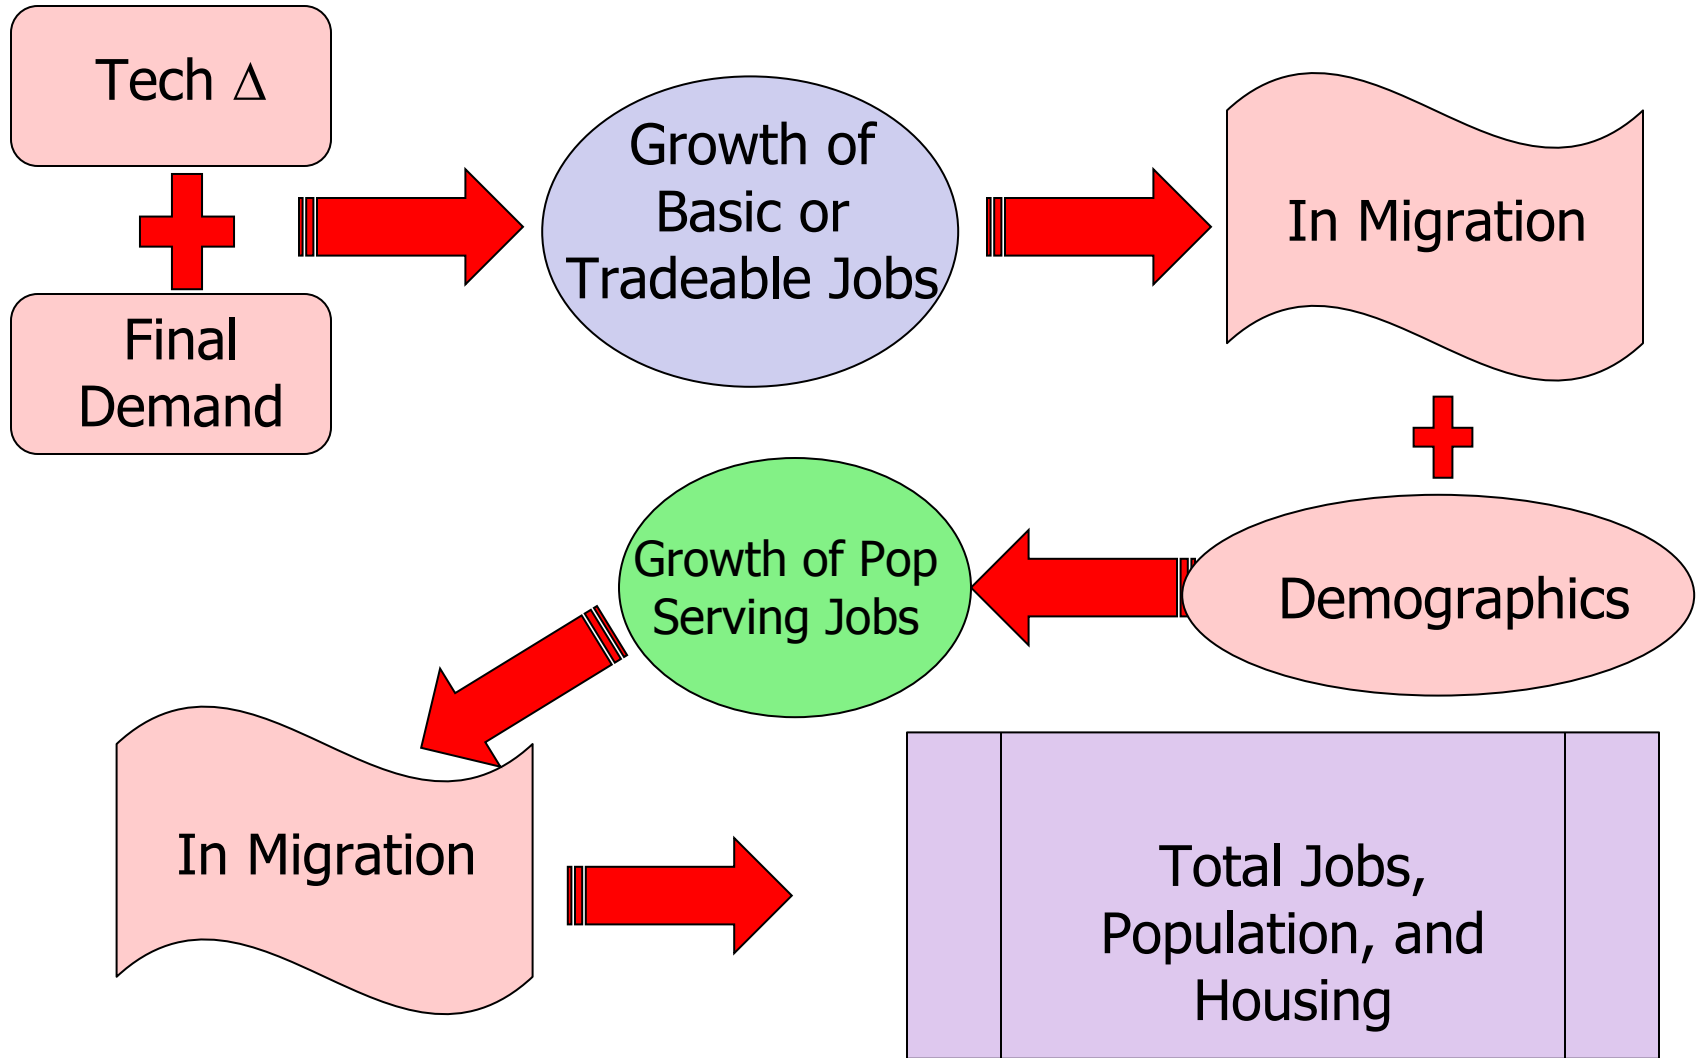 Tech Δ
Final
Demand
Growth of
Basic or
Tradeable Jobs
In Migration
Demographics
Growth of Pop
Serving Jobs
In Migration
Total Jobs,
Population, and
Housing